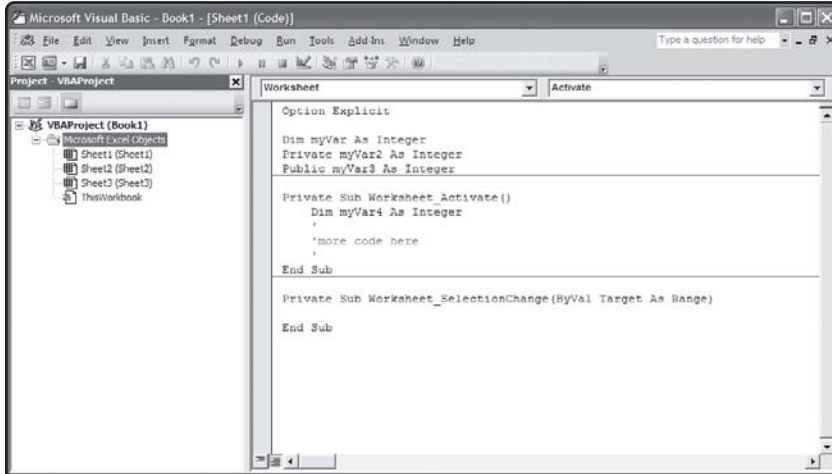 Microsoft Visual Basic - Book1 - [Sheet1 (Code)]
File Edit View Insert Format Debug Run Tools Add-Ins Window Help
Type a question for help
Project - VBAProject
VBAProject (Book1)
Microsoft Excel Objects
Sheet1 (Sheet1)
Sheet2 (Sheet2)
Sheet3 (Sheet3)
ThisWorkbook
Worksheet
Activate
Option Explicit
Dim myVar As Integer
Private myVar2 As Integer
Public myVar3 As Integer
Private Sub Worksheet_Activate()
Dim myVar4 As Integer
'
'more code here
'
End Sub
Private Sub Worksheet_SelectionChange(ByVal Target As Range)
End Sub